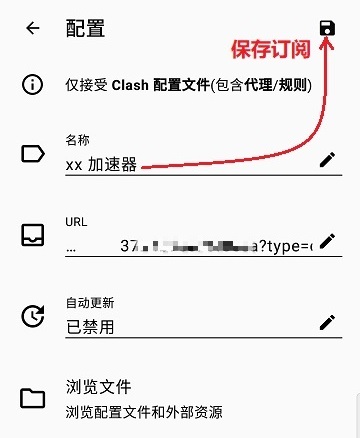 配置
保存订阅
仅接受 Clash 配置文件(包含代理/规则)
名称
xx 加速器
URL
... 37 a?type=
自动更新
已禁用
浏览文件
浏览配置文件和外部资源